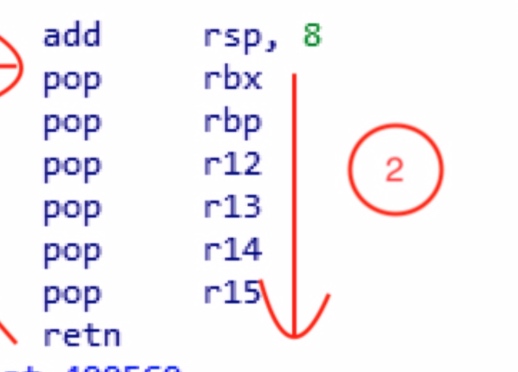 add rsp, 8
pop rbx
pop rbp
pop r12
pop r13
pop r14
pop r15
retn
2